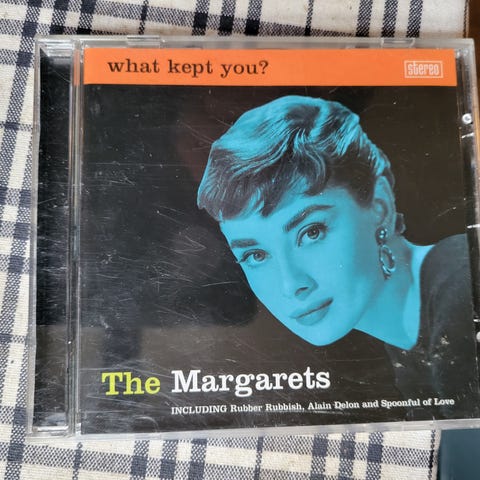 what kept you?
stereo
The Margarets
INCLUDING Rubber Rubbish, Alain Delon and Spoonful of Love